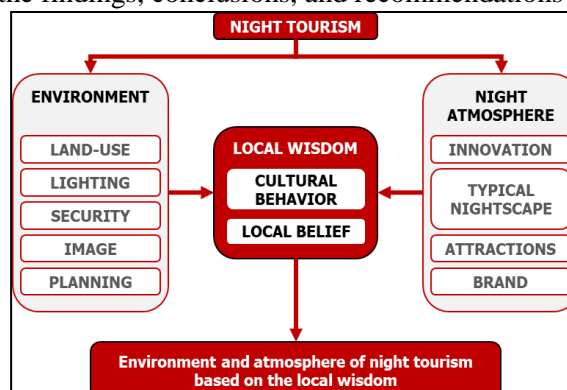 the findings, conclusions, and recommendations
NIGHT TOURISM
ENVIRONMENT
LAND-USE
LIGHTING
SECURITY
IMAGE
PLANNING
LOCAL WISDOM
CULTURAL
BEHAVIOR
LOCAL BELIEF
NIGHT
ATMOSPHERE
INNOVATION
TYPICAL
NIGHTSCAPE
ATTRACTIONS
BRAND
Environment and atmosphere of night tourism
based on the local wisdom